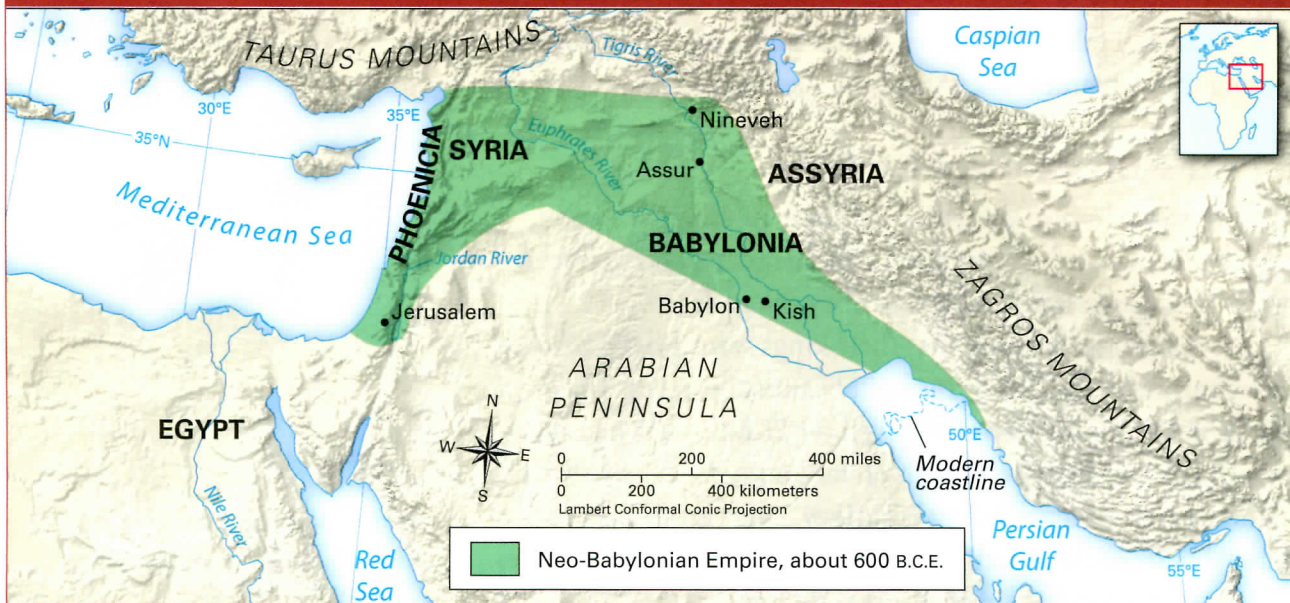 TAURUS MOUNTAINS
Tigris River
Caspian
Sea
30°E
35°E
35°N
Nineveh
PHOENICIA
SYRIA
Euphrates River
Assur
ASSYRIA
Mediterranean Sea
BABYLONIA
Jordan River
ZAGROS MOUNTAINS
Jerusalem
Babylon
Kish
ARABIAN
PENINSULA
EGYPT
N
W
E
S
0 200 400 miles
0 200 400 kilometers
Lambert Conformal Conic Projection
50°E
Modern
coastline
Nile River
Red
Sea
Persian
Gulf
55°E
Neo-Babylonian Empire, about 600 B.C.E.